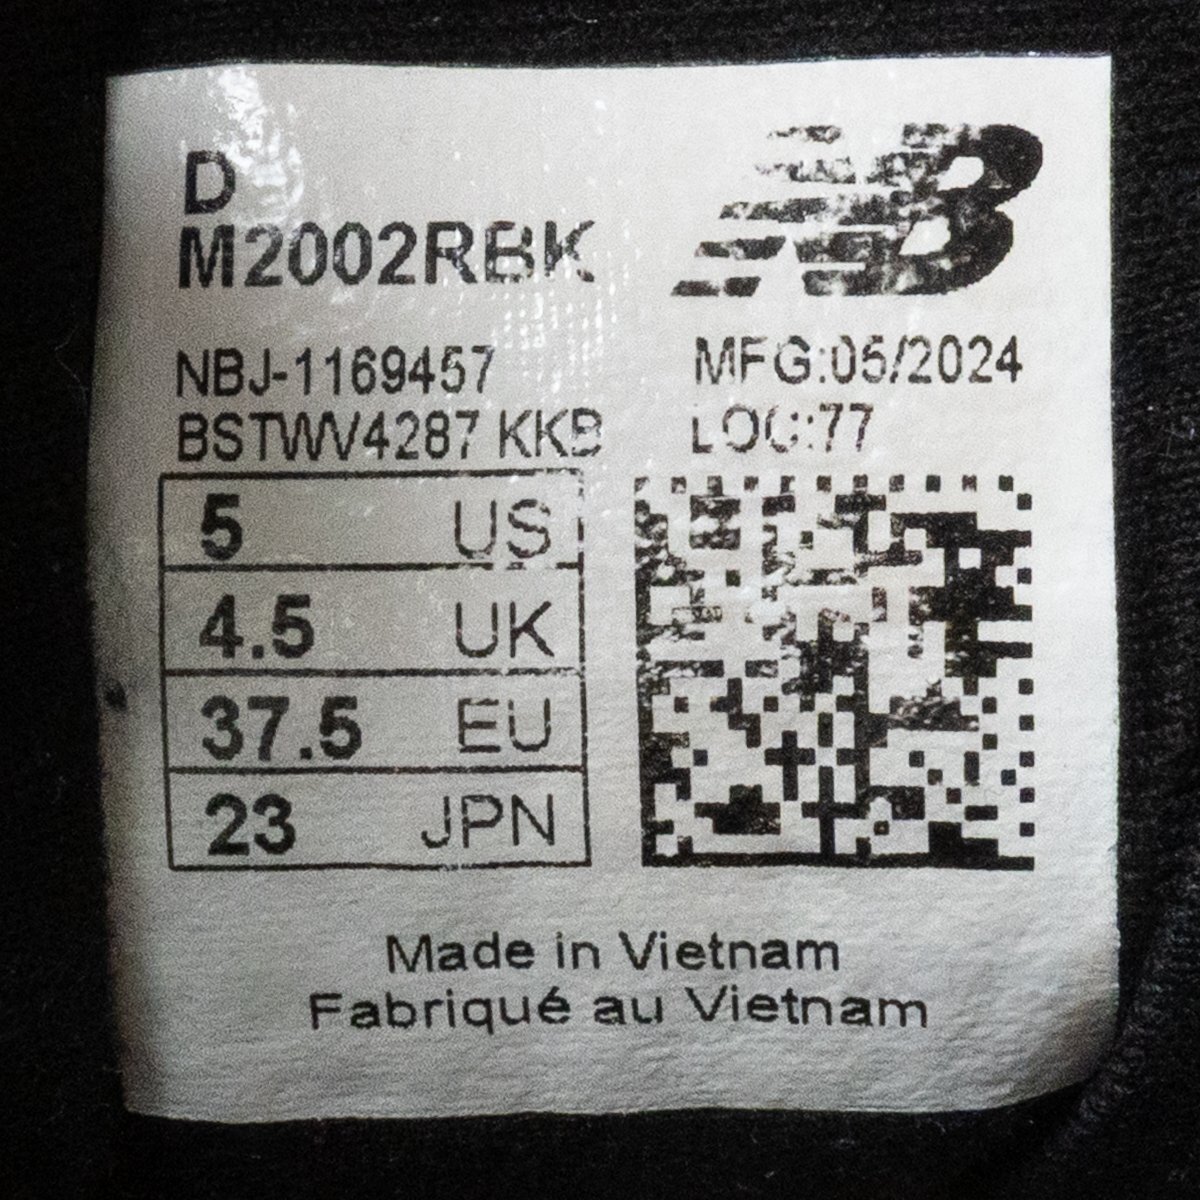 D
M2002RBK
NB
NBJ-1169457
MFG:05/2024
BSTWV4287 KKB
LOC:77
5 US
4.5 UK
37.5 EU
23 JPN
Made in Vietnam
Fabriqué au Vietnam